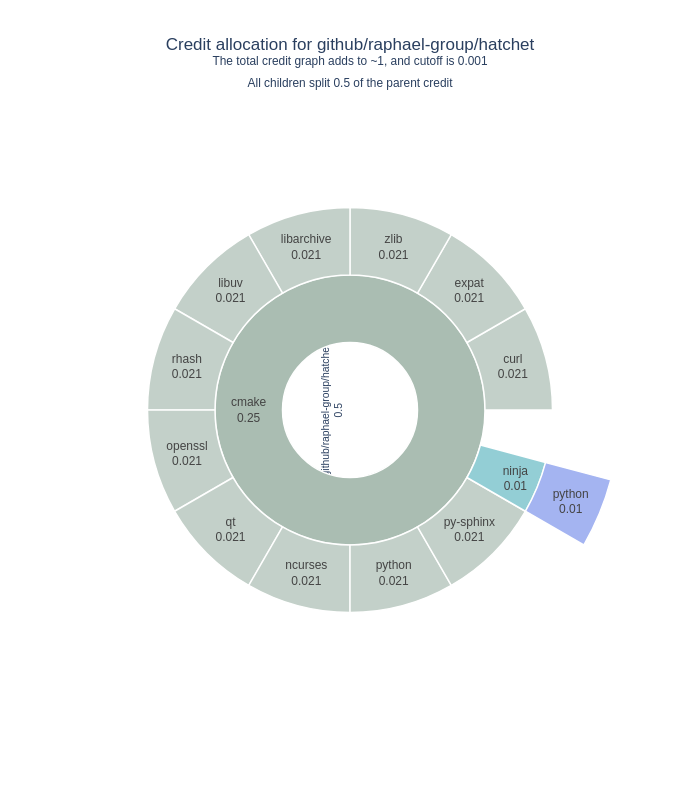 Credit allocation for github/raphael-group/hatchet
The total credit graph adds to ~1, and cutoff is 0.001
All children split 0.5 of the parent credit
libarchive
0.021
zlib
0.021
libuv
0.021
expat
0.021
rhash
0.021
curl
0.021
cmake
0.25
github/raphael-group/hatche
0.5
openssl
0.021
ninja
0.01
python
0.01
qt
0.021
py-sphinx
0.021
ncurses
0.021
python
0.021